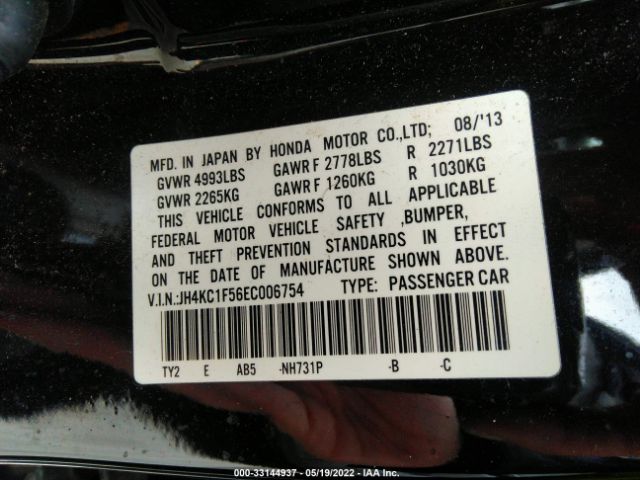 MFD. IN JAPAN BY HONDA MOTOR CO.,LTD; 08/'13
GVWR 4993LBS GAWR F 2778LBS R 2271LBS
GVWR 2265KG GAWR F 1260KG R 1030KG
THIS VEHICLE CONFORMS TO ALL APPLICABLE
FEDERAL MOTOR VEHICLE SAFETY ,BUMPER,
AND THEFT PREVENTION STANDARDS IN EFFECT
ON THE DATE OF MANUFACTURE SHOWN ABOVE.
V.I.N.:JH4KC1F56EC006754 TYPE: PASSENGER CAR
TY2 E AB5 -NH731P -B -C
000-33144937 - 05/19/2022 - IAA Inc.